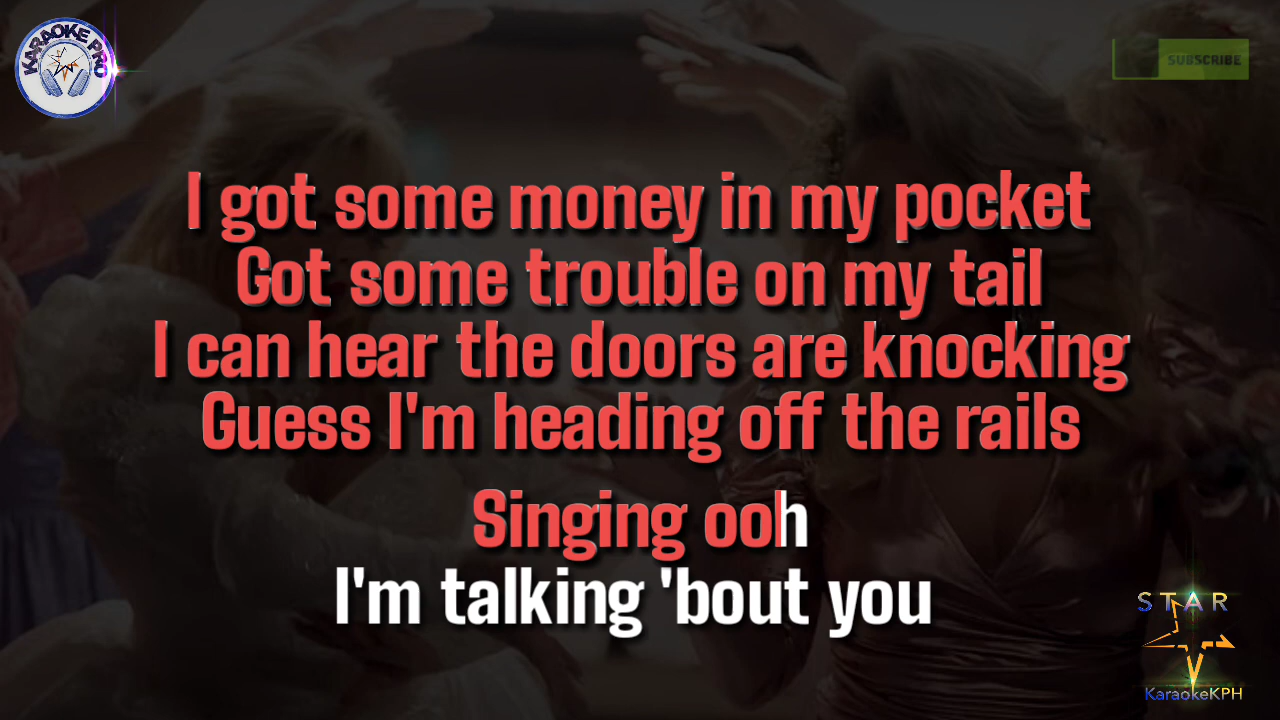 KARAOKE PRO
SUBSCRIBE
I got some money in my pocket
Got some trouble on my tail
I can hear the doors are knocking
Guess I'm heading off the rails
Singing ooh
I'm talking 'bout you
STAR
KaraokeKPH